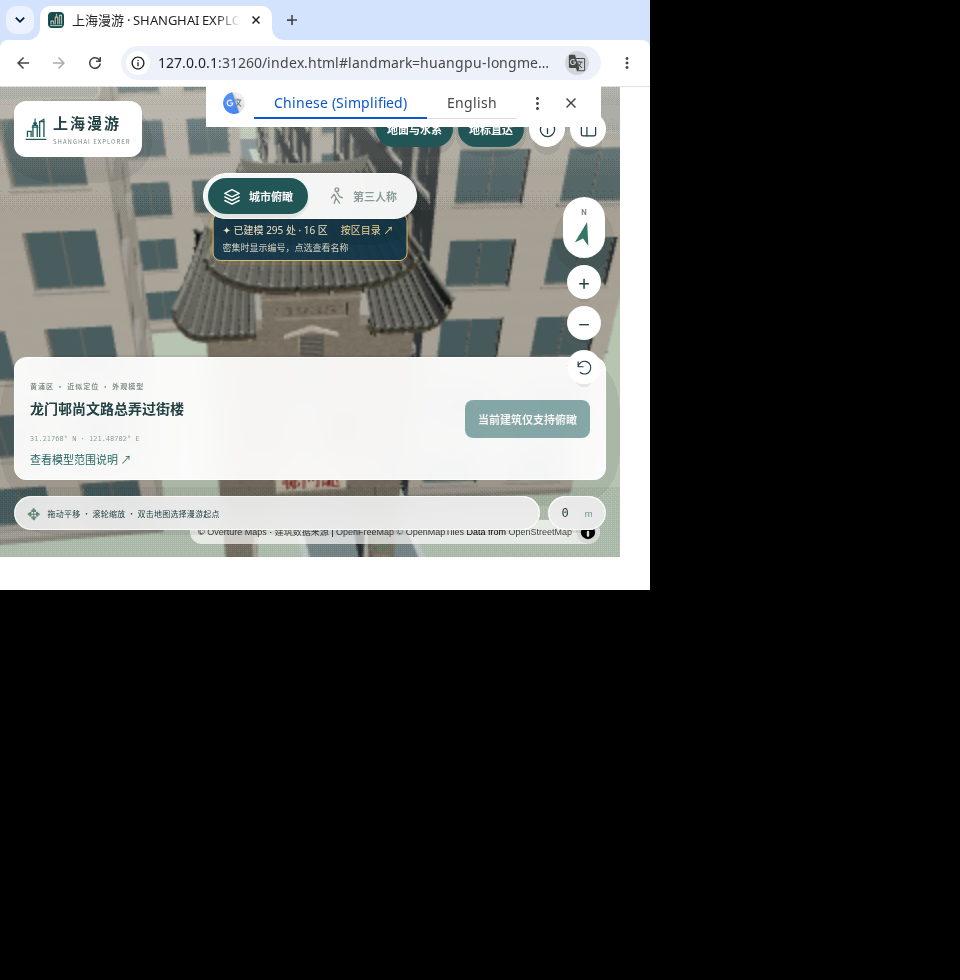 上海漫游 · SHANGHAI EXPLO
127.0.0.1:31260/index.html#landmark=huangpu-longme...
Chinese (Simplified)
English
上海漫游
SHANGHAI EXPLORER
地面与水系
地标直达
城市俯瞰
第三人称
✦ 已建模 295 处 · 16 区 按区目录 ↗
密集时显示编号，点选查看名称
N
+
−
黄浦区 · 近似定位 · 外观模型
龙门邨尚文路总弄过街楼
31.21768° N · 121.48702° E
查看模型范围说明 ↗
当前建筑仅支持俯瞰
拖动平移 · 滚轮缩放 · 双击地图选择漫游起点
0 m
© Overture Maps · 建筑数据来源 | OpenFreeMap © OpenMapTiles Data from OpenStreetMap